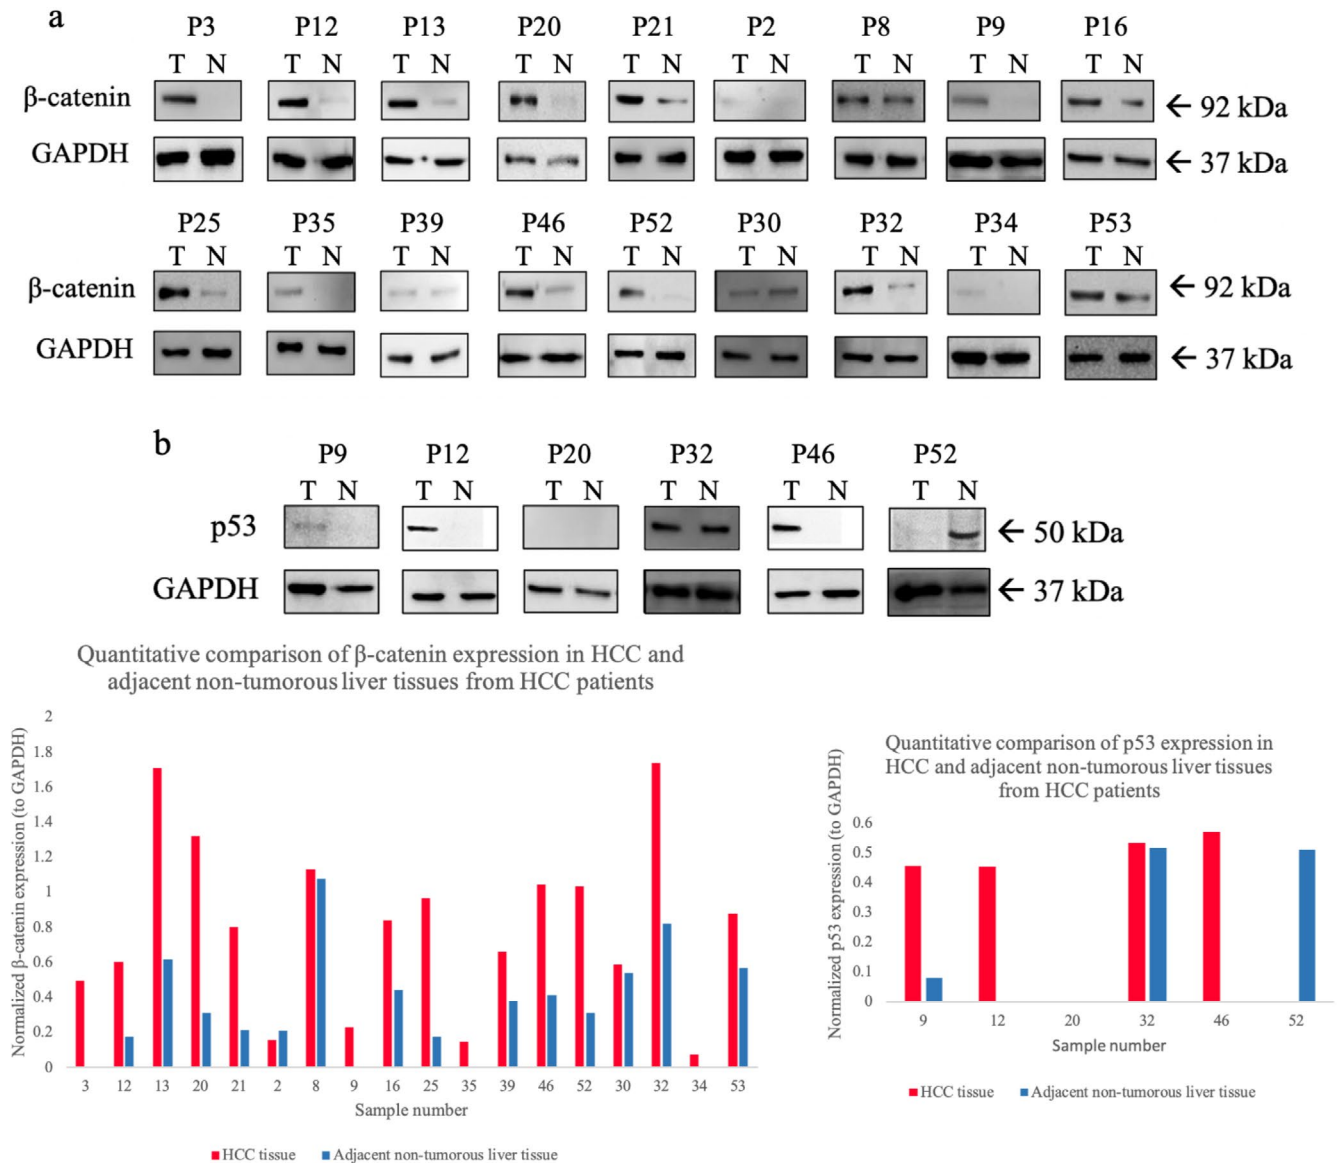 a
P3 P12 P13 P20 P21 P2 P8 P9 P16
T N T N T N T N T N T N T N T N T N
β-catenin ← 92 kDa
GAPDH ← 37 kDa
P25 P35 P39 P46 P52 P30 P32 P34 P53
T N T N T N T N T N T N T N T N T N
β-catenin ← 92 kDa
GAPDH ← 37 kDa
b
P9 P12 P20 P32 P46 P52
T N T N T N T N T N T N
p53 ← 50 kDa
GAPDH ← 37 kDa
Quantitative comparison of β-catenin expression in HCC and
adjacent non-tumorous liver tissues from HCC patients
Normalized β-catenin expression (to GAPDH)
2
1.8
1.6
1.4
1.2
1
0.8
0.6
0.4
0.2
0
3 12 13 20 21 2 8 9 16 25 35 39 46 52 30 32 34 53
Sample number
HCC tissue Adjacent non-tumorous liver tissue
Quantitative comparison of p53 expression in
HCC and adjacent non-tumorous liver tissues
from HCC patients
Normalized p53 expression (to GAPDH)
0.6
0.5
0.4
0.3
0.2
0.1
0
9 12 20 32 46 52
Sample number
HCC tissue Adjacent non-tumorous liver tissue